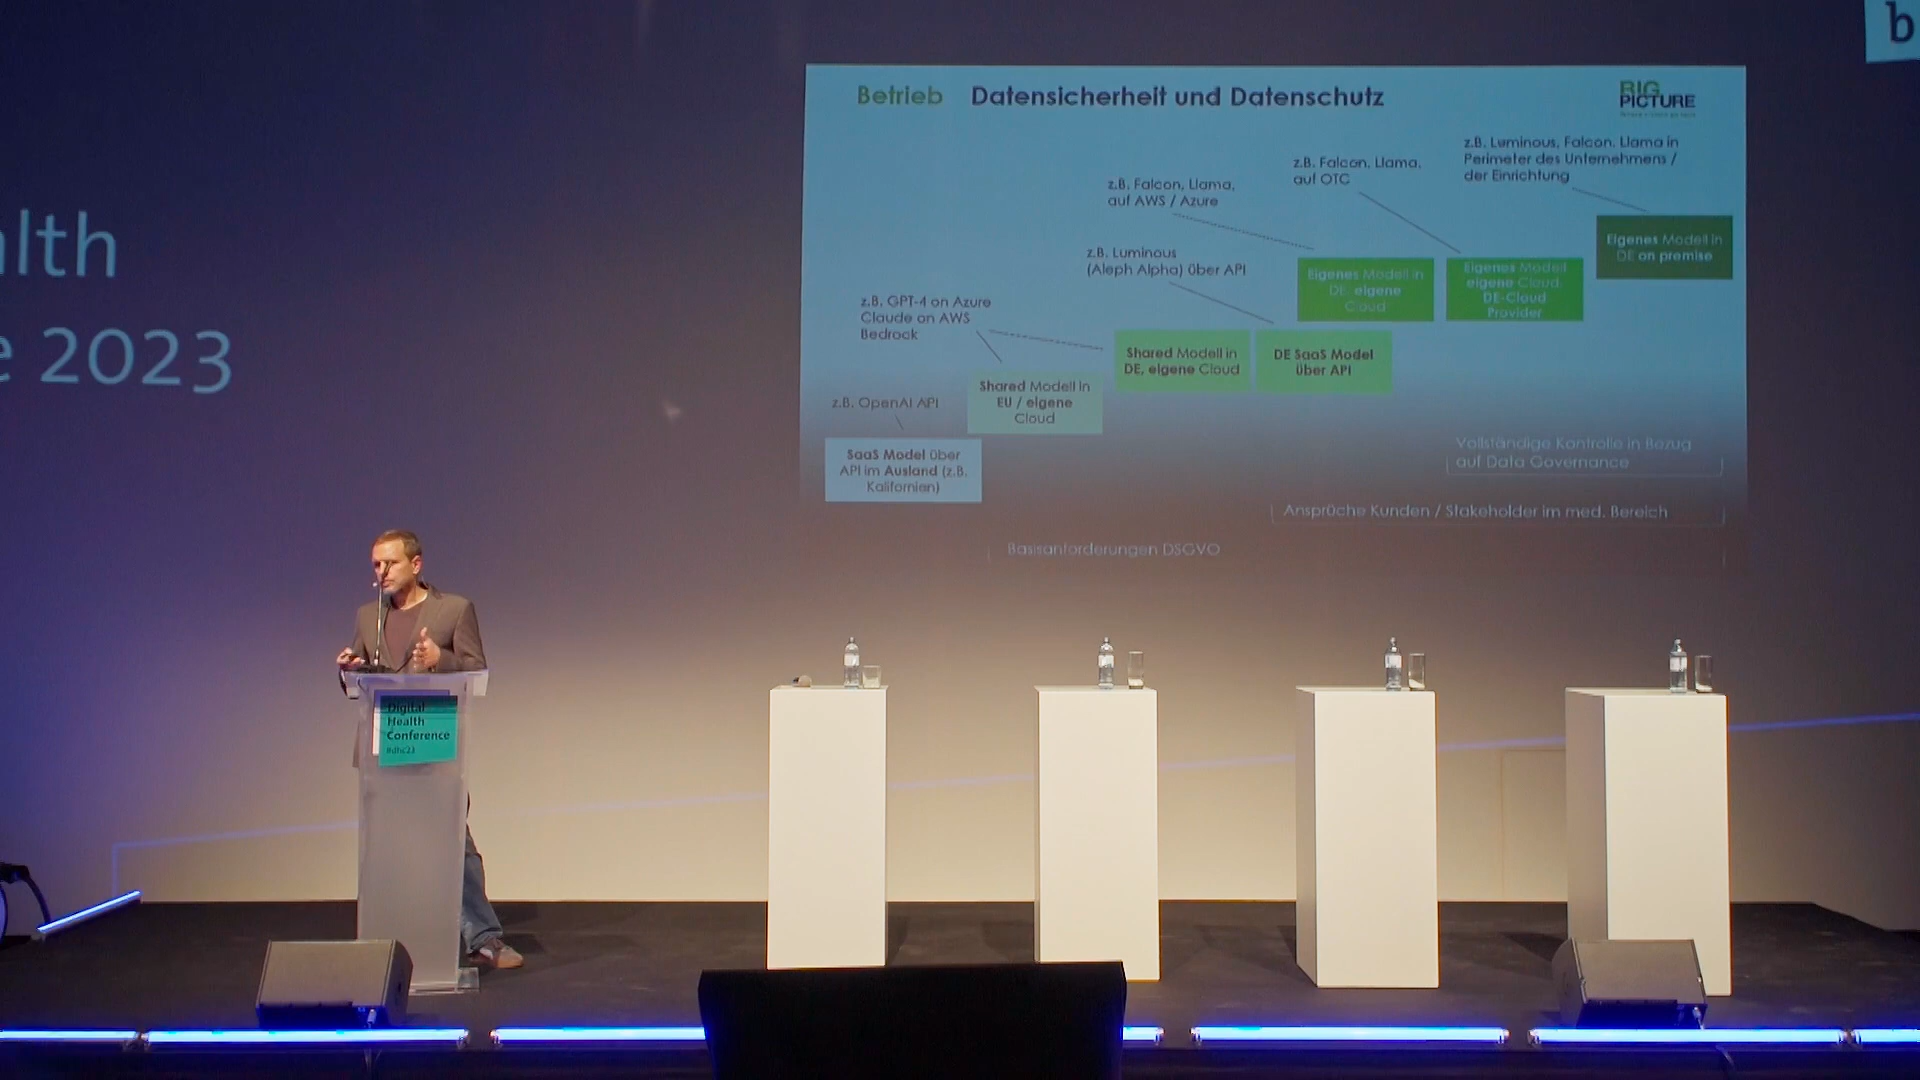 b
alth
e 2023
Betrieb Datensicherheit und Datenschutz
BIG
PICTURE
z.B. Luminous, Falcon, Llama in
Perimeter des Unternehmens /
der Einrichtung
z.B. Falcon, Llama,
auf OTC
z.B. Falcon, Llama,
auf AWS / Azure
z.B. Luminous
(Aleph Alpha) über API
z.B. GPT-4 on Azure
Claude on AWS
Bedrock
z.B. OpenAI API
SaaS Model über
API im Ausland (z.B.
Kalifornien)
Shared Modell in
EU / eigene
Cloud
Shared Modell in
DE, eigene Cloud
DE SaaS Model
über API
Eigenes Modell in
DE, eigene
Cloud
Eigenes Modell
eigene Cloud,
DE-Cloud
Provider
Eigenes Modell in
DE on premise
Vollständige Kontrolle in Bezug
auf Data Governance
Ansprüche Kunden / Stakeholder im med. Bereich
Basisanforderungen DSGVO
Digital
Health
Conference
#dhc23